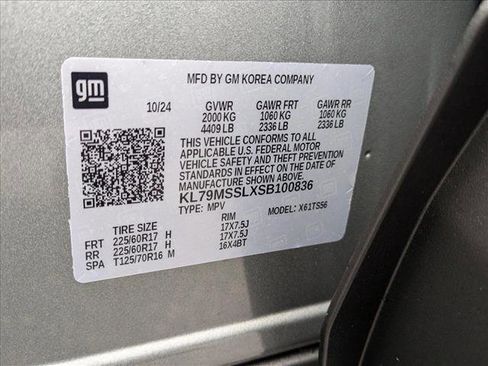 gm
MFD BY GM KOREA COMPANY
10/24 GVWR GAWR FRT GAWR RR
2000 KG 1060 KG 1060 KG
4409 LB 2336 LB 2336 LB
THIS VEHICLE CONFORMS TO ALL
APPLICABLE U.S. FEDERAL MOTOR
VEHICLE SAFETY AND THEFT PREVENTION
STANDARDS IN EFFECT ON THE DATE OF
MANUFACTURE SHOWN ABOVE.
KL79MSSLXSB100836
TYPE: MPV MODEL: X61TS56
TIRE SIZE RIM
FRT 225/60R17 H 17X7.5J
RR 225/60R17 H 17X7.5J
SPA T125/70R16 M 16X4BT